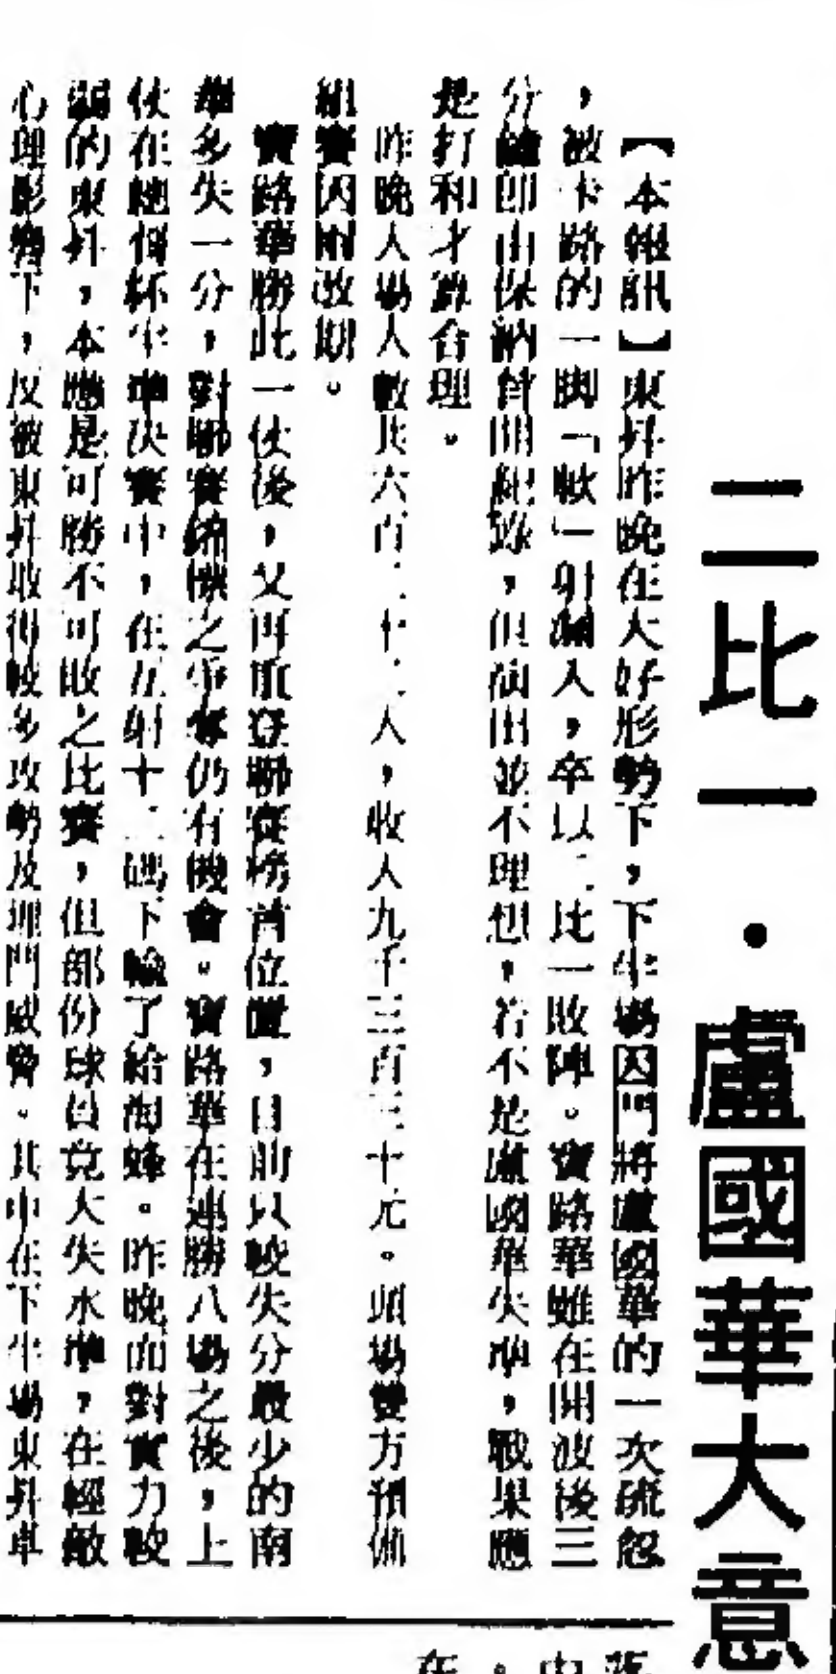 二比一・盧國華大意
【本報訊】東昇昨晚在大好形勢下，下半場因門將盧國華的一次疏忽
，被卡路的一脚「軟」射漏入，卒以二比一敗陣。寶路華雖在開波後三
分鐘即由保納首開紀錄，但演出並不理想，若不是盧國華失準，戰果應
是打和才算合理。
昨晚入場人數共六百二十二人，收入九千三百三十元。頭場雙方預備
組賽因雨改期。
寶路華勝此一仗後，又再重登聯賽榜首位置，目前只較失分最少的南
華多失一分，對聯賽錦標之爭奪仍有機會。寶路華在連勝八場之後，上
仗在總督杯半準決賽中，在互射十二碼下輸了給海蜂。昨晚面對實力較
弱的東昇，本應是可勝不可敗之比賽，但部份球員竟大失水準，在輕敵
心理影響下，反被東昇取得較多攻勢及埋門威脅。其中在下半場東昇卓